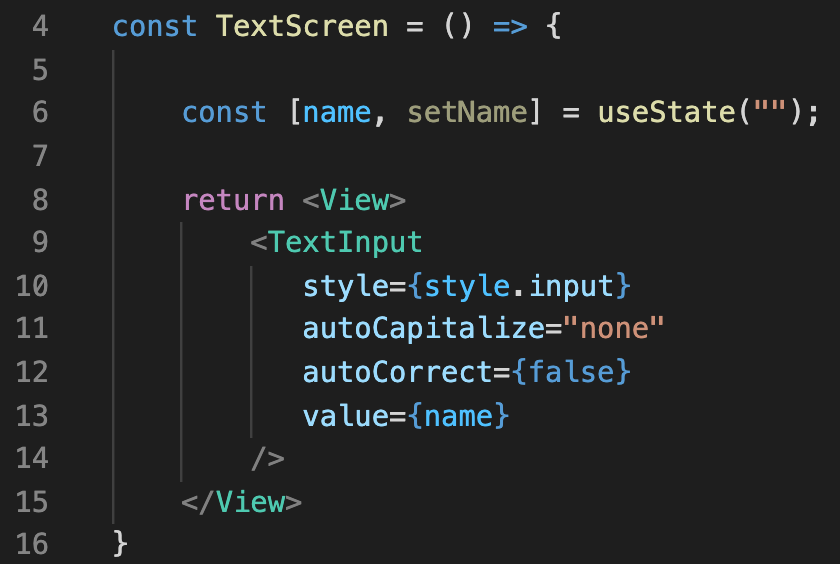 4 const TextScreen = () => {
5
6 const [name, setName] = useState("");
7
8 return <View>
9 <TextInput
10 style={style.input}
11 autoCapitalize="none"
12 autoCorrect={false}
13 value={name}
14 />
15 </View>
16 }